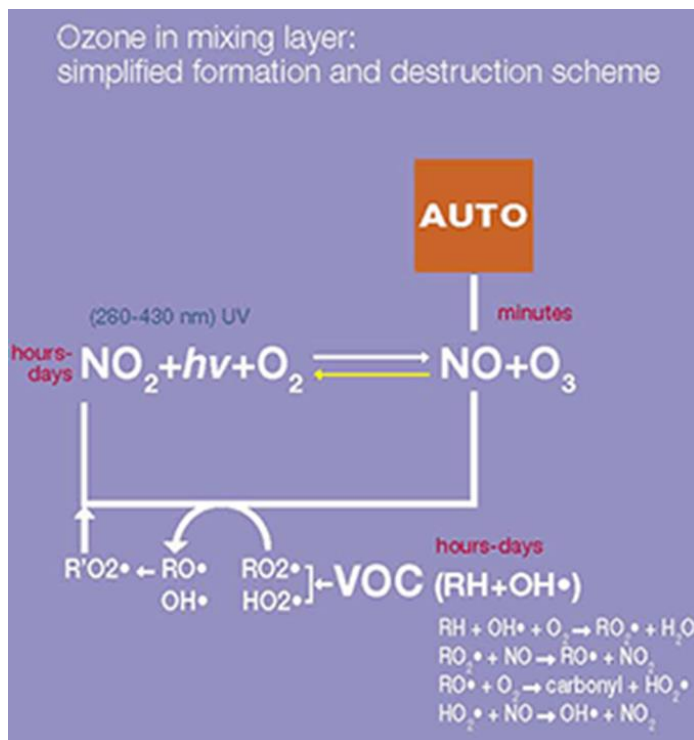 Ozone in mixing layer:
simplified formation and destruction scheme
AUTO
(280-430 nm) UV
minutes
hours-
days
NO₂+hν+O₂
NO+O₃
hours-days
R'O2• ← RO•
OH•
RO2•
HO2•
←VOC (RH+OH•)
RH + OH• + O₂→RO₂• + H₂O
RO₂• + NO→RO• + NO₂
RO• + O₂→carbonyl + HO₂•
HO₂• + NO→OH• + NO₂